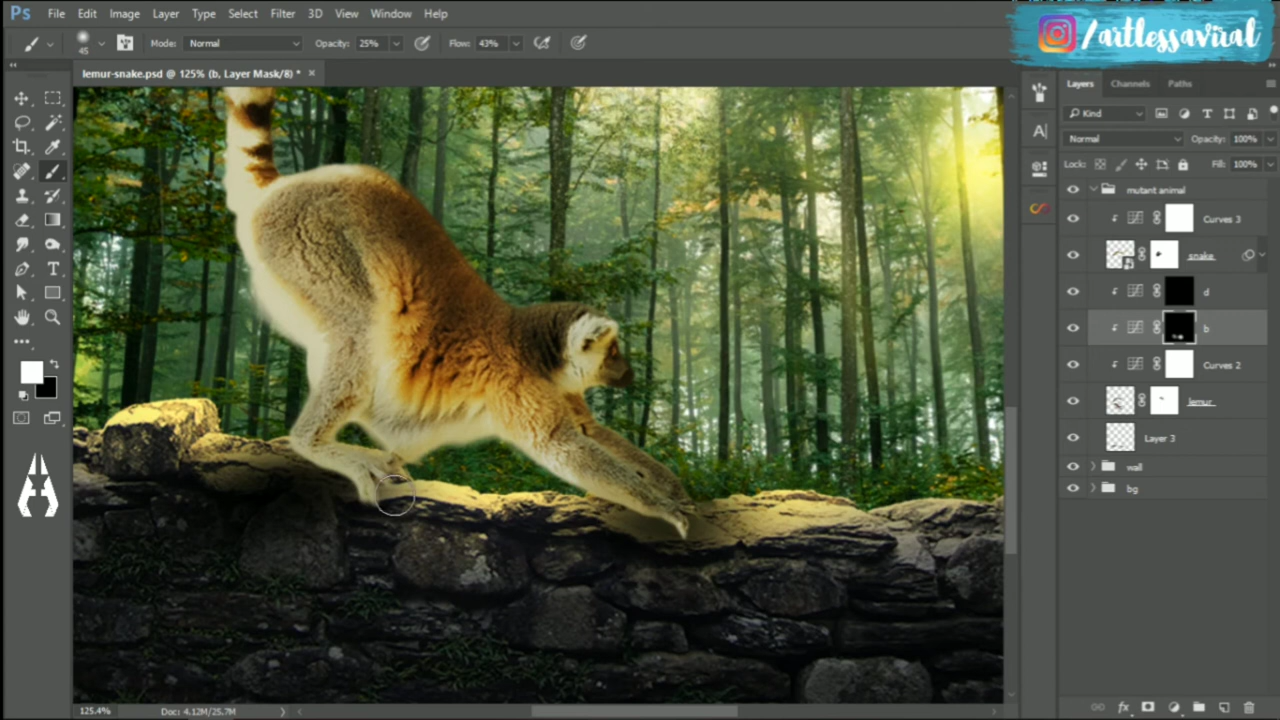 Ps File Edit Image Layer Type Select Filter 3D View Window Help
/artlessaviral
45 Mode: Normal Opacity: 25% Flow: 43%
lemur-snake.psd @ 125% (b, Layer Mask/8) * ×
Layers Channels Paths
Kind
Normal Opacity: 100%
Lock: Fill: 100%
mutant animal
Curves 3
snake
d
b
Curves 2
lemur
Layer 3
wall
bg
125.4% Doc: 4.12M/25.7M